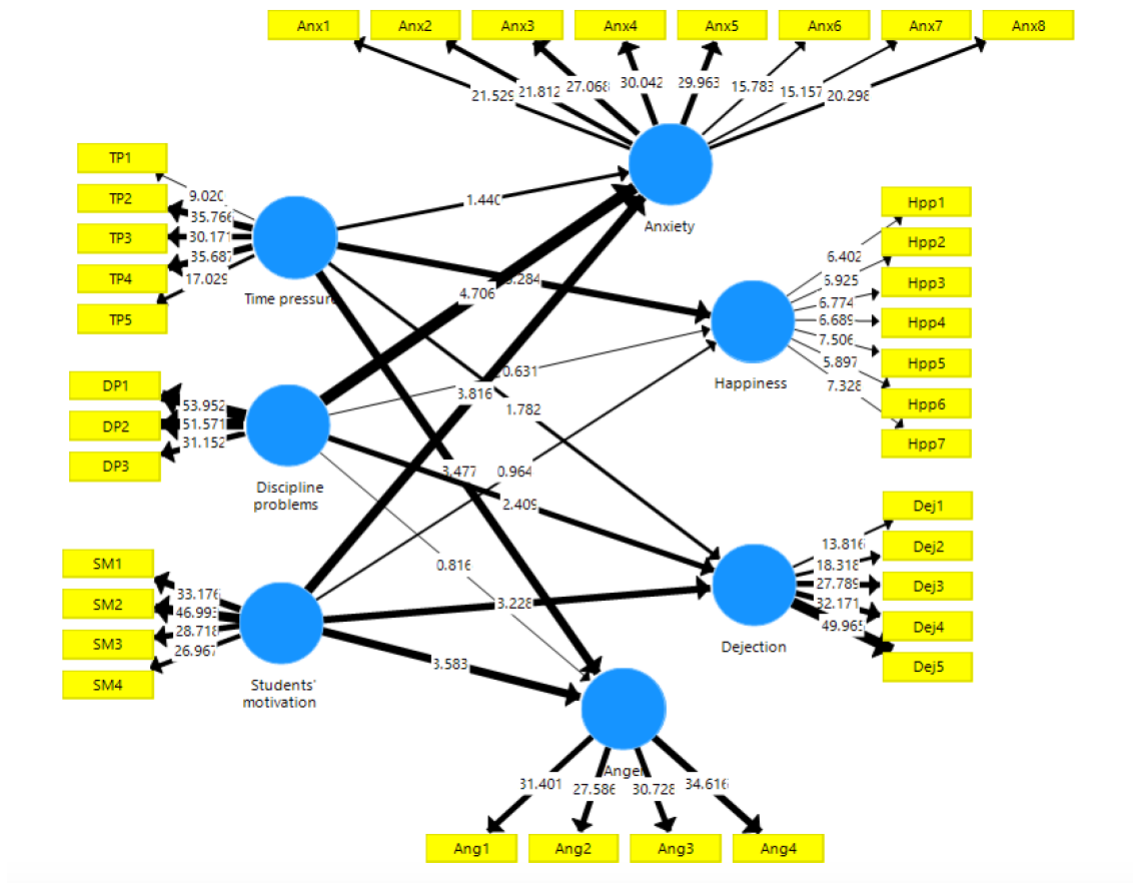 Anx1 Anx2 Anx3 Anx4 Anx5 Anx6 Anx7 Anx8
21.529 21.812 27.068 30.042 29.963 15.783 15.157 20.298
TP1
TP2
TP3
TP4
TP5
9.020
35.766
30.171
35.687
17.029
Time pressure
Anxiety
1.440
4.706
3.816
Hpp1
Hpp2
Hpp3
Hpp4
Hpp5
Hpp6
Hpp7
6.402
6.774
6.689
7.506
5.897
7.328
Happiness
0.631
1.782
DP1
DP2
DP3
53.952
51.571
31.152
Discipline
problems
3.477
0.964
2.409
0.816
3.228
3.583
SM1
SM2
SM3
SM4
33.176
46.993
28.718
26.967
Students'
motivation
Dej1
Dej2
Dej3
Dej4
Dej5
13.816
18.318
27.789
32.171
49.965
Dejection
Anger
31.401 27.586 30.728 34.616
Ang1 Ang2 Ang3 Ang4